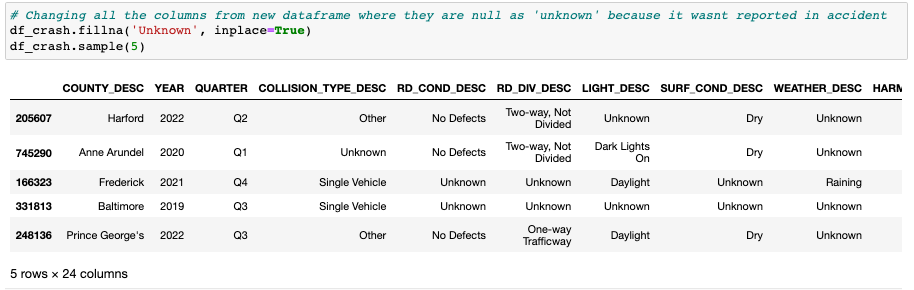 # Changing all the columns from new dataframe where they are null as 'unknown' because it wasnt reported in accident
df_crash.fillna('Unknown', inplace=True)
df_crash.sample(5)
COUNTY_DESC YEAR QUARTER COLLISION_TYPE_DESC RD_COND_DESC RD_DIV_DESC LIGHT_DESC SURF_COND_DESC WEATHER_DESC HARM
205607 Harford 2022 Q2 Other No Defects Two-way, Not Divided Unknown Dry Unknown
745290 Anne Arundel 2020 Q1 Unknown No Defects Two-way, Not Divided Dark Lights On Dry Unknown
166323 Frederick 2021 Q4 Single Vehicle Unknown Unknown Daylight Unknown Raining
331813 Baltimore 2019 Q3 Single Vehicle Unknown Unknown Unknown Unknown Unknown
248136 Prince George's 2022 Q3 Other No Defects One-way Trafficway Daylight Dry Unknown
5 rows × 24 columns